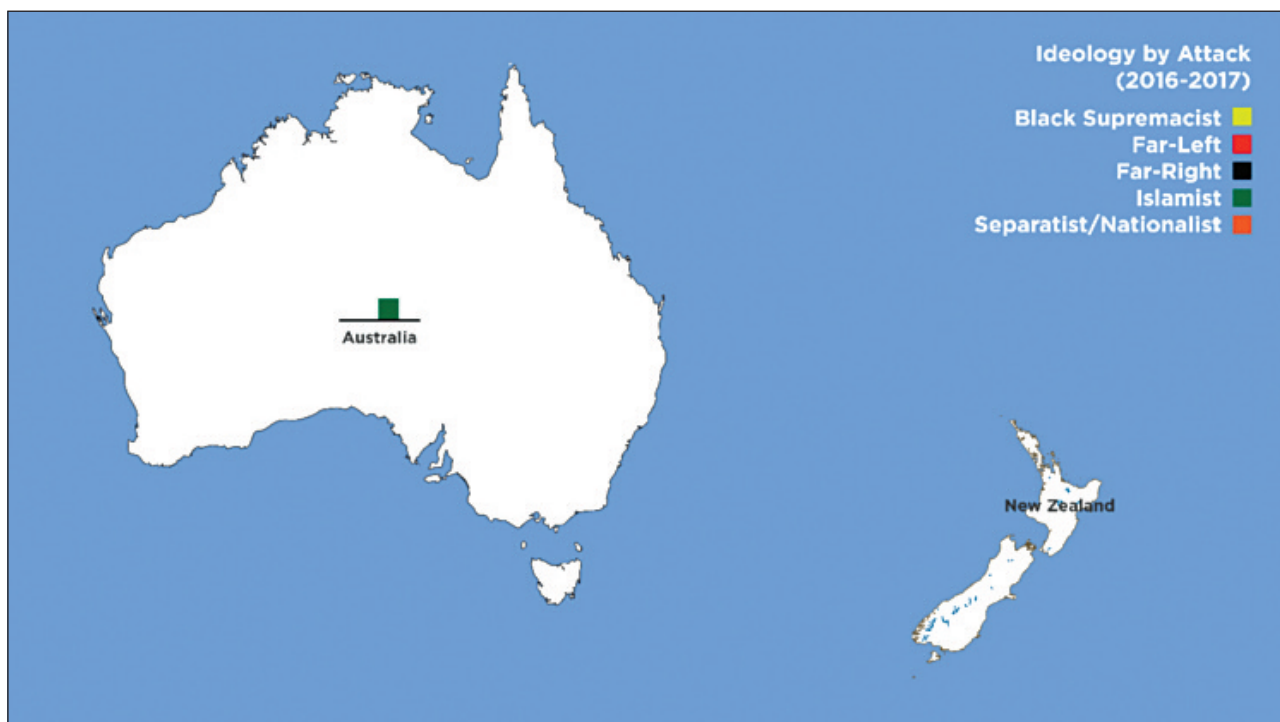 Ideology by Attack
(2016-2017)
Black Supremacist
Far-Left
Far-Right
Islamist
Separatist/Nationalist
Australia
New Zealand